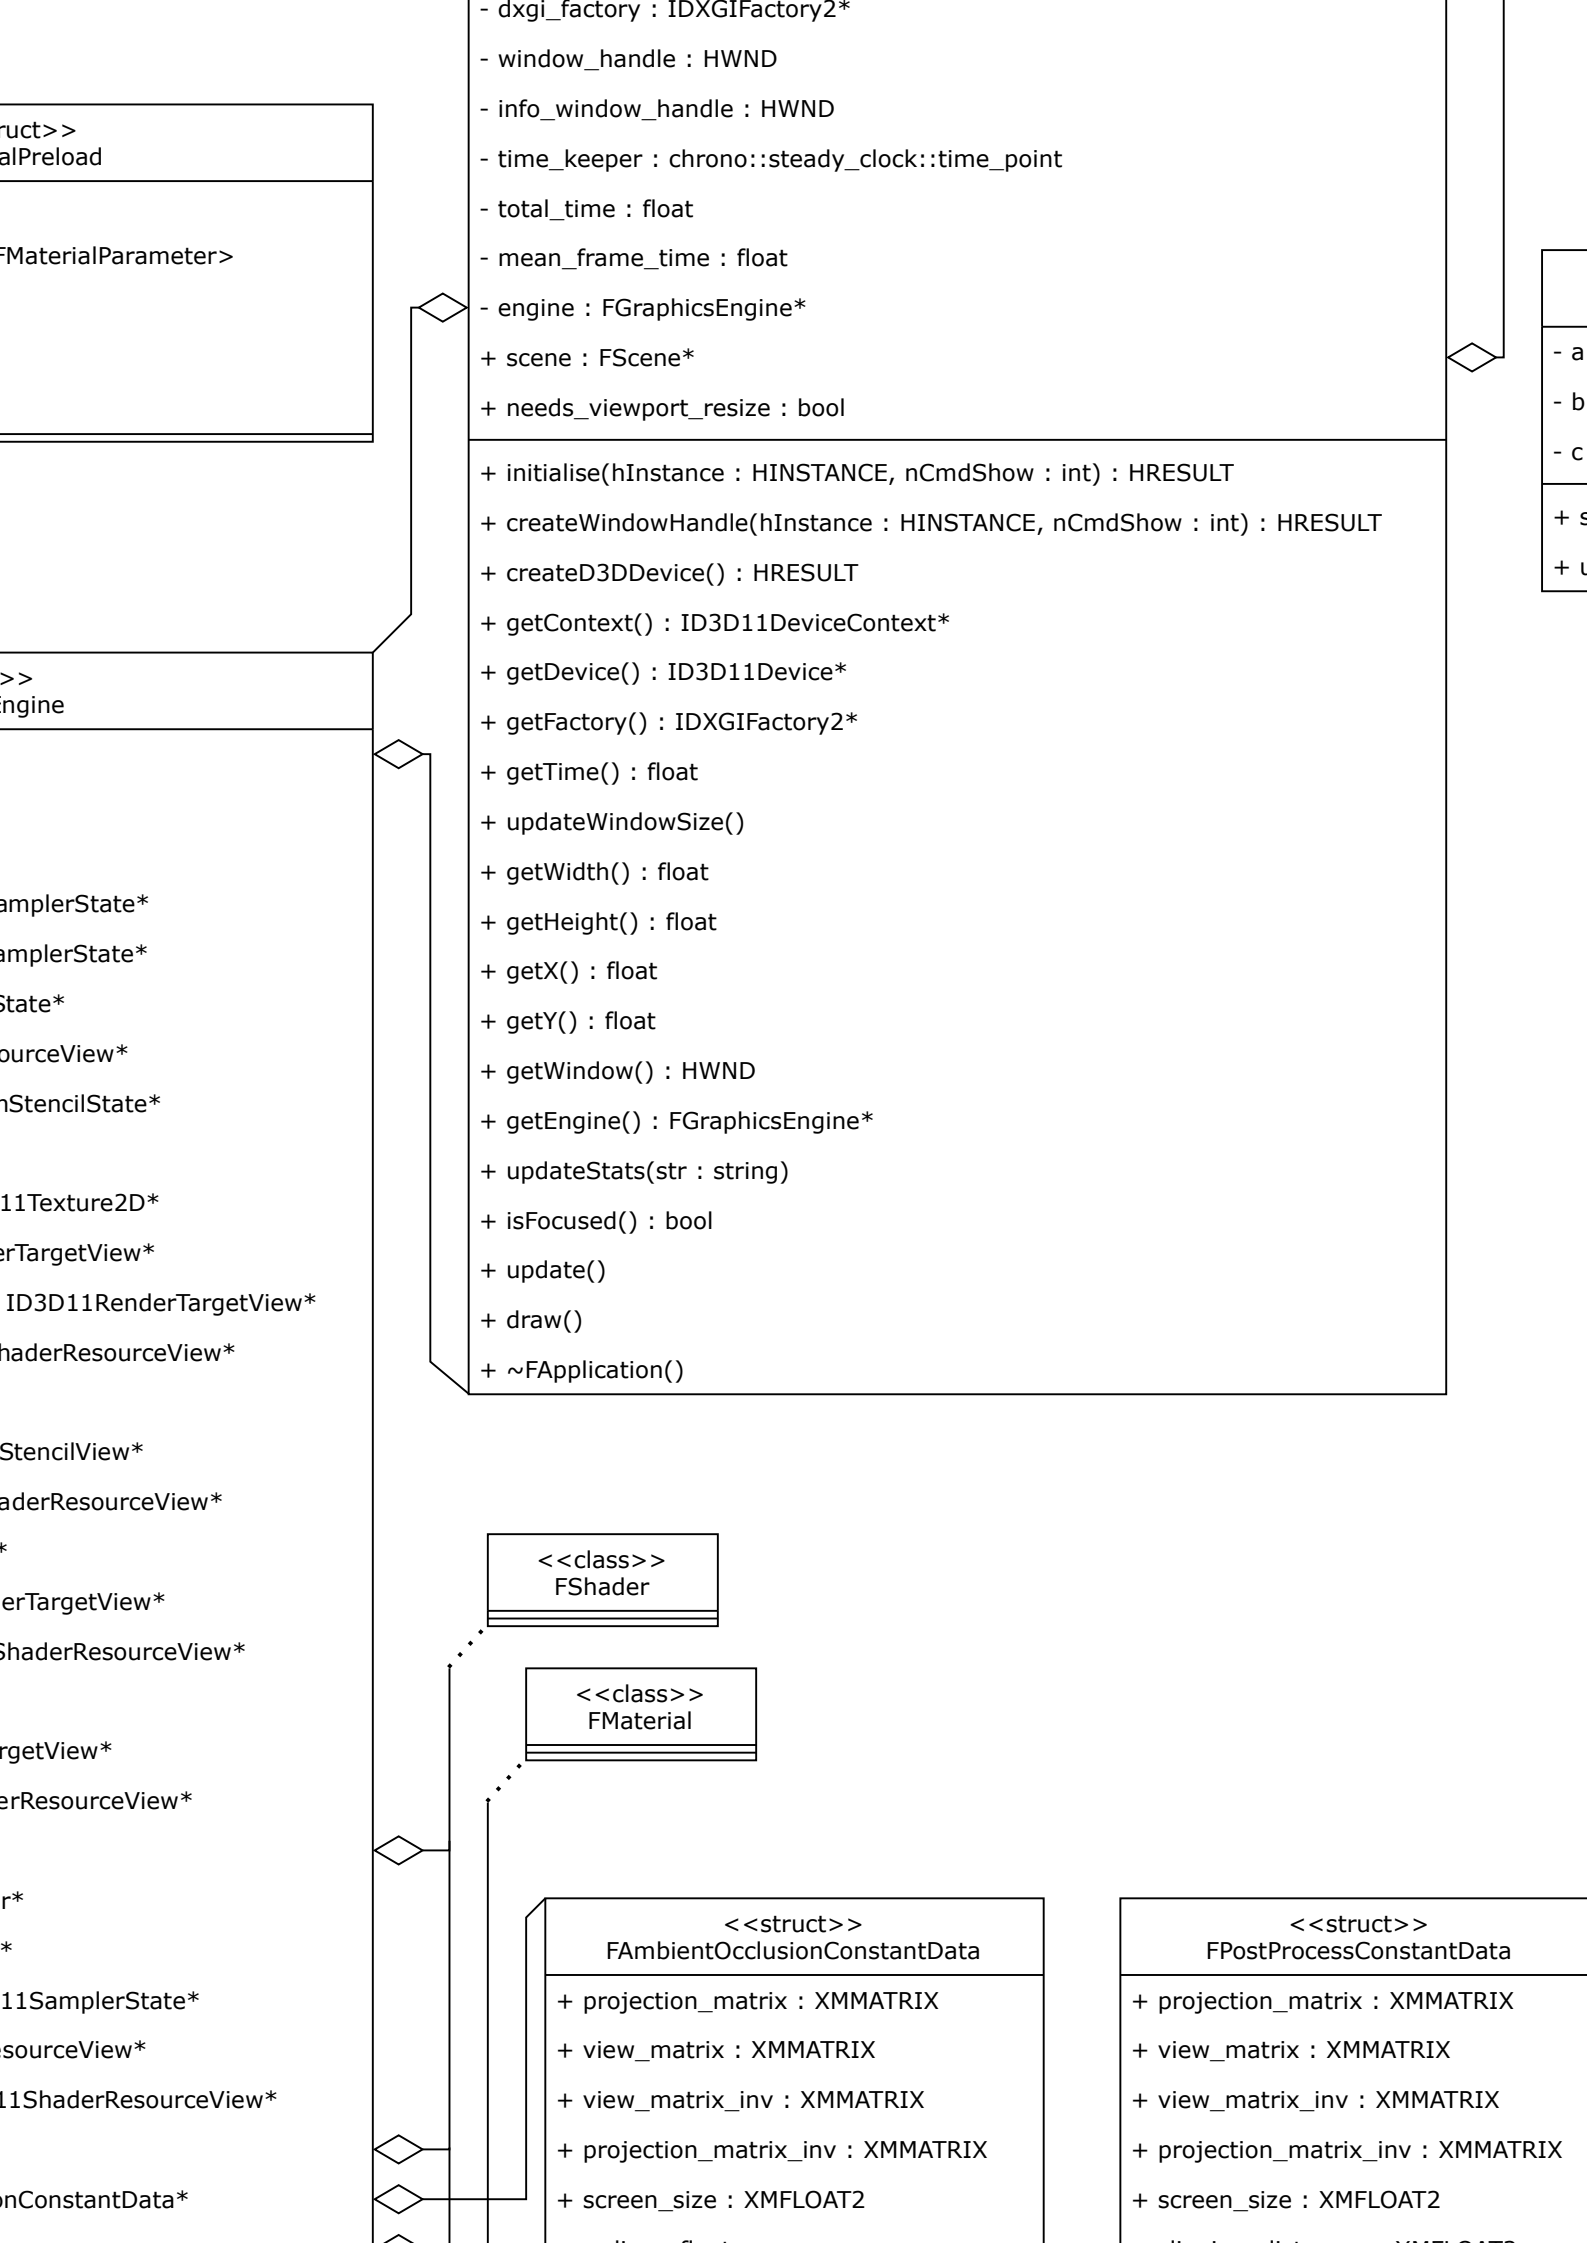 - dxgi_factory : IDXGIFactory2*
- window_handle : HWND
- info_window_handle : HWND
- time_keeper : chrono::steady_clock::time_point
- total_time : float
- mean_frame_time : float
- engine : FGraphicsEngine*
+ scene : FScene*
+ needs_viewport_resize : bool
+ initialise(hInstance : HINSTANCE, nCmdShow : int) : HRESULT
+ createWindowHandle(hInstance : HINSTANCE, nCmdShow : int) : HRESULT
+ createD3DDevice() : HRESULT
+ getContext() : ID3D11DeviceContext*
+ getDevice() : ID3D11Device*
+ getFactory() : IDXGIFactory2*
+ getTime() : float
+ updateWindowSize()
+ getWidth() : float
+ getHeight() : float
+ getX() : float
+ getY() : float
+ getWindow() : HWND
+ getEngine() : FGraphicsEngine*
+ updateStats(str : string)
+ isFocused() : bool
+ update()
+ draw()
+ ~FApplication()
ruct>>
alPreload
FMaterialParameter>
>>
Engine
amplerState*
amplerState*
State*
ourceView*
nStencilState*
11Texture2D*
erTargetView*
ID3D11RenderTargetView*
haderResourceView*
StencilView*
aderResourceView*
*
erTargetView*
ShaderResourceView*
rgetView*
erResourceView*
r*
*
11SamplerState*
esourceView*
11ShaderResourceView*
onConstantData*
- a
- b
- c
+ s
+ u
<<class>>
FShader
<<class>>
FMaterial
<<struct>>
FAmbientOcclusionConstantData
+ projection_matrix : XMMATRIX
+ view_matrix : XMMATRIX
+ view_matrix_inv : XMMATRIX
+ projection_matrix_inv : XMMATRIX
+ screen_size : XMFLOAT2
<<struct>>
FPostProcessConstantData
+ projection_matrix : XMMATRIX
+ view_matrix : XMMATRIX
+ view_matrix_inv : XMMATRIX
+ projection_matrix_inv : XMMATRIX
+ screen_size : XMFLOAT2